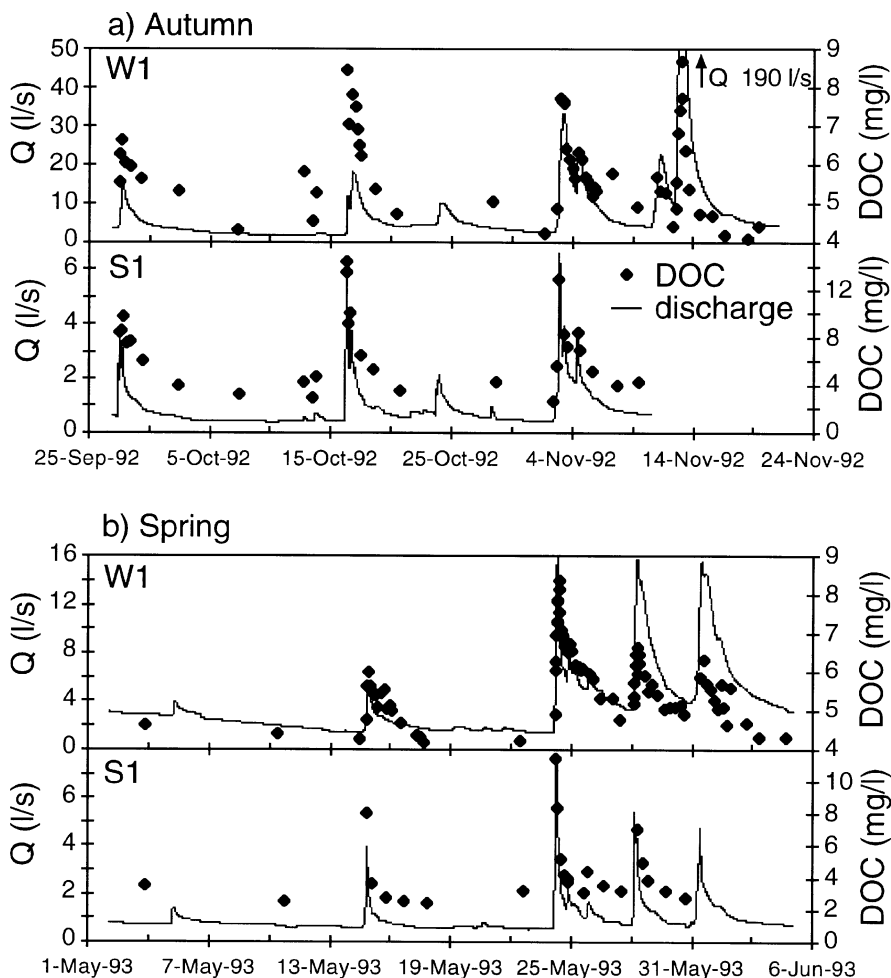 a) Autumn
W1
Q (l/s)
50
40
30
20
10
0
9
8
7
6
5
4
DOC (mg/l)
Q 190 l/s
S1
Q (l/s)
6
4
2
0
12
8
4
0
DOC (mg/l)
DOC
discharge
25-Sep-92 5-Oct-92 15-Oct-92 25-Oct-92 4-Nov-92 14-Nov-92 24-Nov-92
b) Spring
W1
Q (l/s)
16
12
8
4
0
9
8
7
6
5
4
DOC (mg/l)
S1
Q (l/s)
6
4
2
0
10
8
6
4
2
0
DOC (mg/l)
1-May-93 7-May-93 13-May-93 19-May-93 25-May-93 31-May-93 6-Jun-93